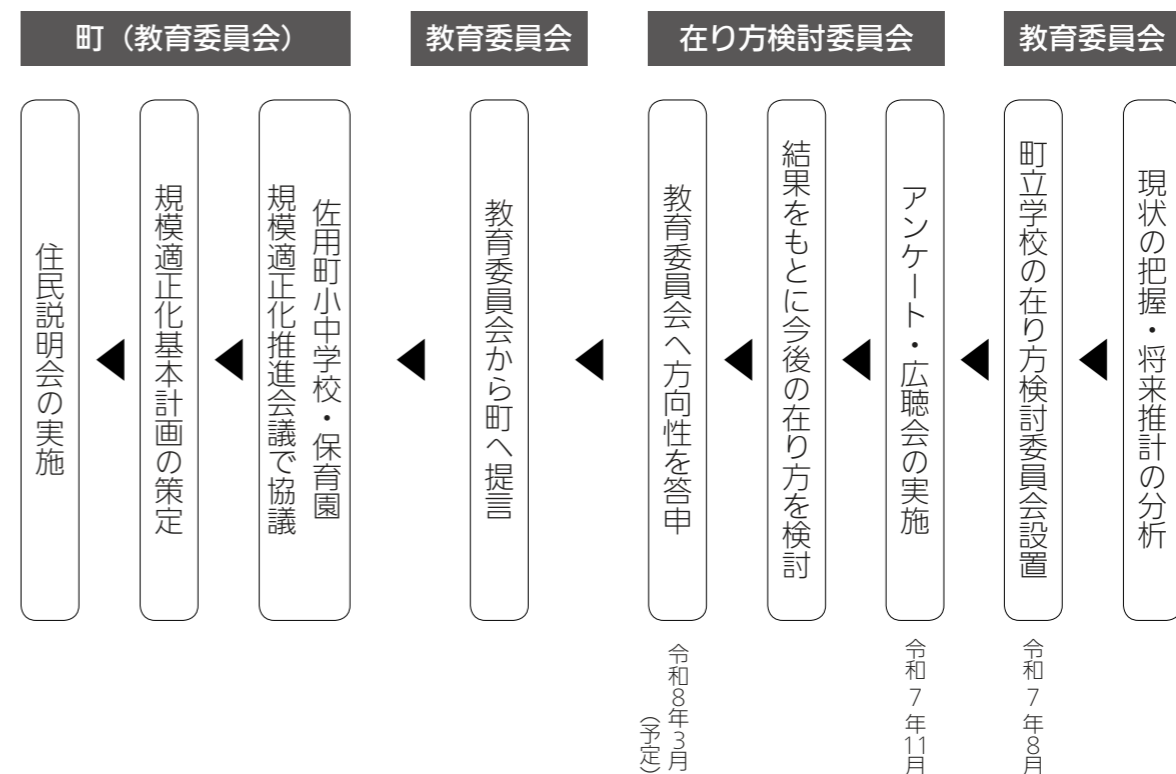 教育委員会
現状の把握・将来推計の分析
町立学校の在り方検討委員会設置
令和7年8月
在り方検討委員会
アンケート・広聴会の実施
令和7年11月
結果をもとに今後の在り方を検討
教育委員会へ方向性を答申
令和8年3月
(予定)
教育委員会
教育委員会から町へ提言
町（教育委員会）
佐用町小中学校・保育園
規模適正化推進会議で協議
規模適正化基本計画の策定
住民説明会の実施